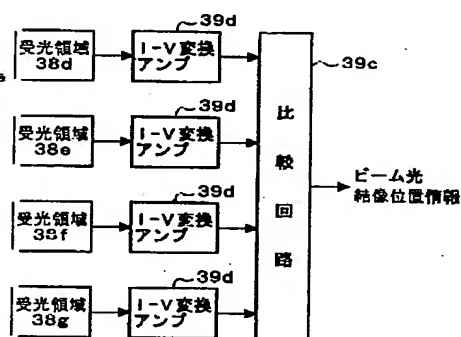 39d
受光領域
38d
I-V変換
アンプ
39c
39d
受光領域
38e
I-V変換
アンプ
比較回路
ビーム光
結像位置情報
39d
受光領域
38f
I-V変換
アンプ
39d
受光領域
38g
I-V変換
アンプ